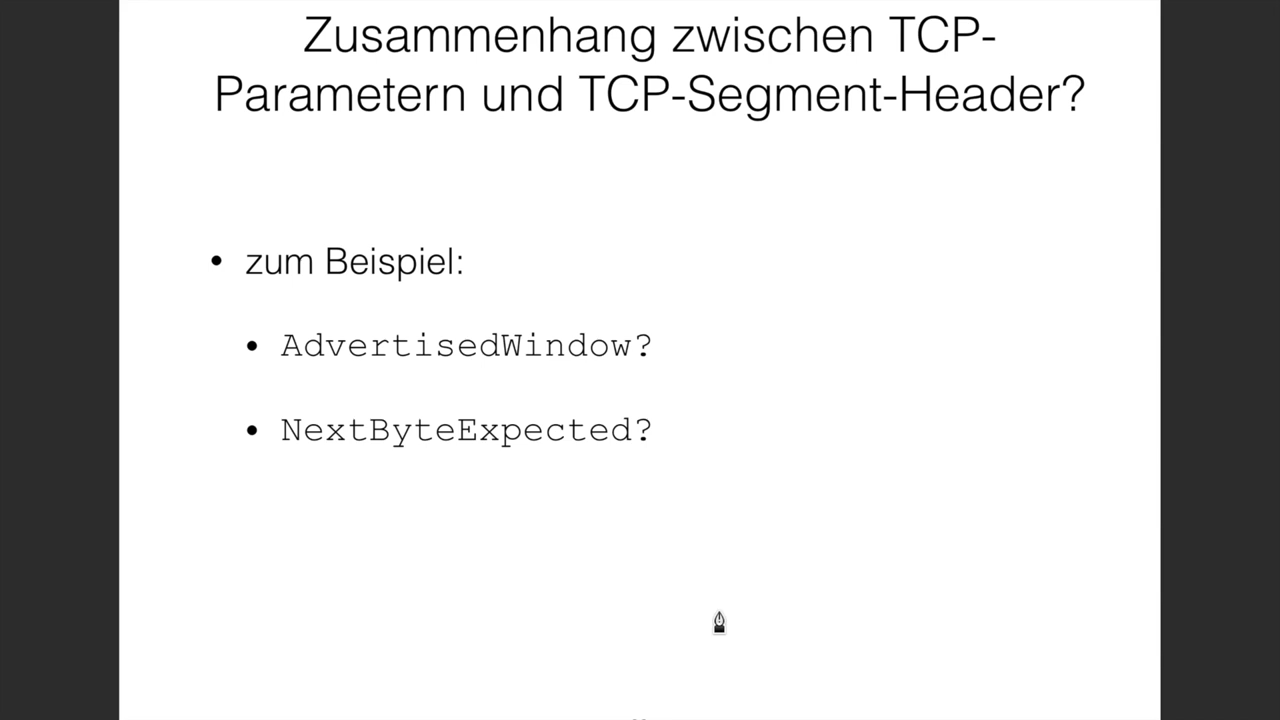 Zusammenhang zwischen TCP-
Parametern und TCP-Segment-Header?
• zum Beispiel:
• AdvertisedWindow?
• NextByteExpected?